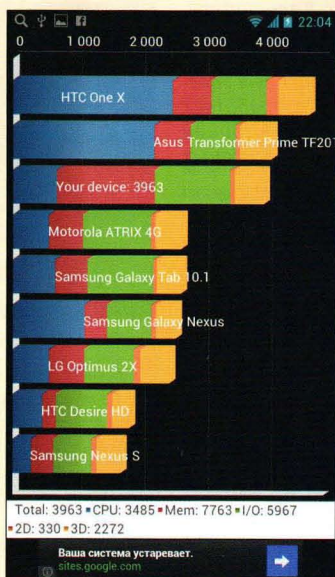 22:04
0 1 000 2 000 3 000 4 000
HTC One X
Asus Transformer Prime TF201
Your device: 3963
Motorola ATRIX 4G
Samsung Galaxy Tab 10.1
Samsung Galaxy Nexus
LG Optimus 2X
HTC Desire HD
Samsung Nexus S
Total: 3963 CPU: 3485 Mem: 7763 I/O: 5967
2D: 330 3D: 2272
Ваша система устаревает.
sites.google.com